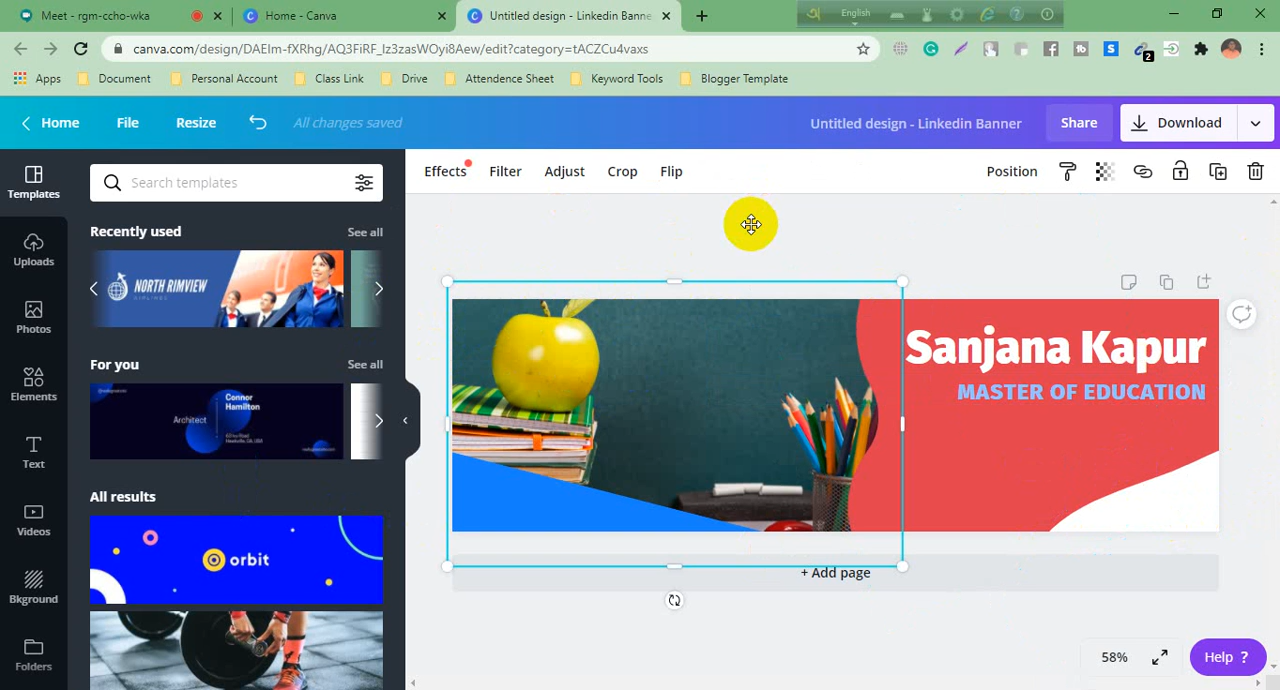 Meet - rgm-ccho-wka
Home - Canva
Untitled design - Linkedin Banne
English
canva.com/design/DAElm-fXRhg/AQ3FiRF_Iz3zasWOyi8Aew/edit?category=tACZCu4vaxs
2
Apps
Document
Personal Account
Class Link
Drive
Attendence Sheet
Keyword Tools
Blogger Template
Home
File
Resize
All changes saved
Untitled design - Linkedin Banner
Share
Download
Templates
Uploads
Photos
Elements
Text
Videos
Bkground
Folders
Search templates
Recently used
See all
NORTH RIMVIEW
AIRLINES
For you
See all
Architect
Connor
Hamilton
All results
orbit
Effects
Filter
Adjust
Crop
Flip
Position
Sanjana Kapur
MASTER OF EDUCATION
+ Add page
58%
Help ?